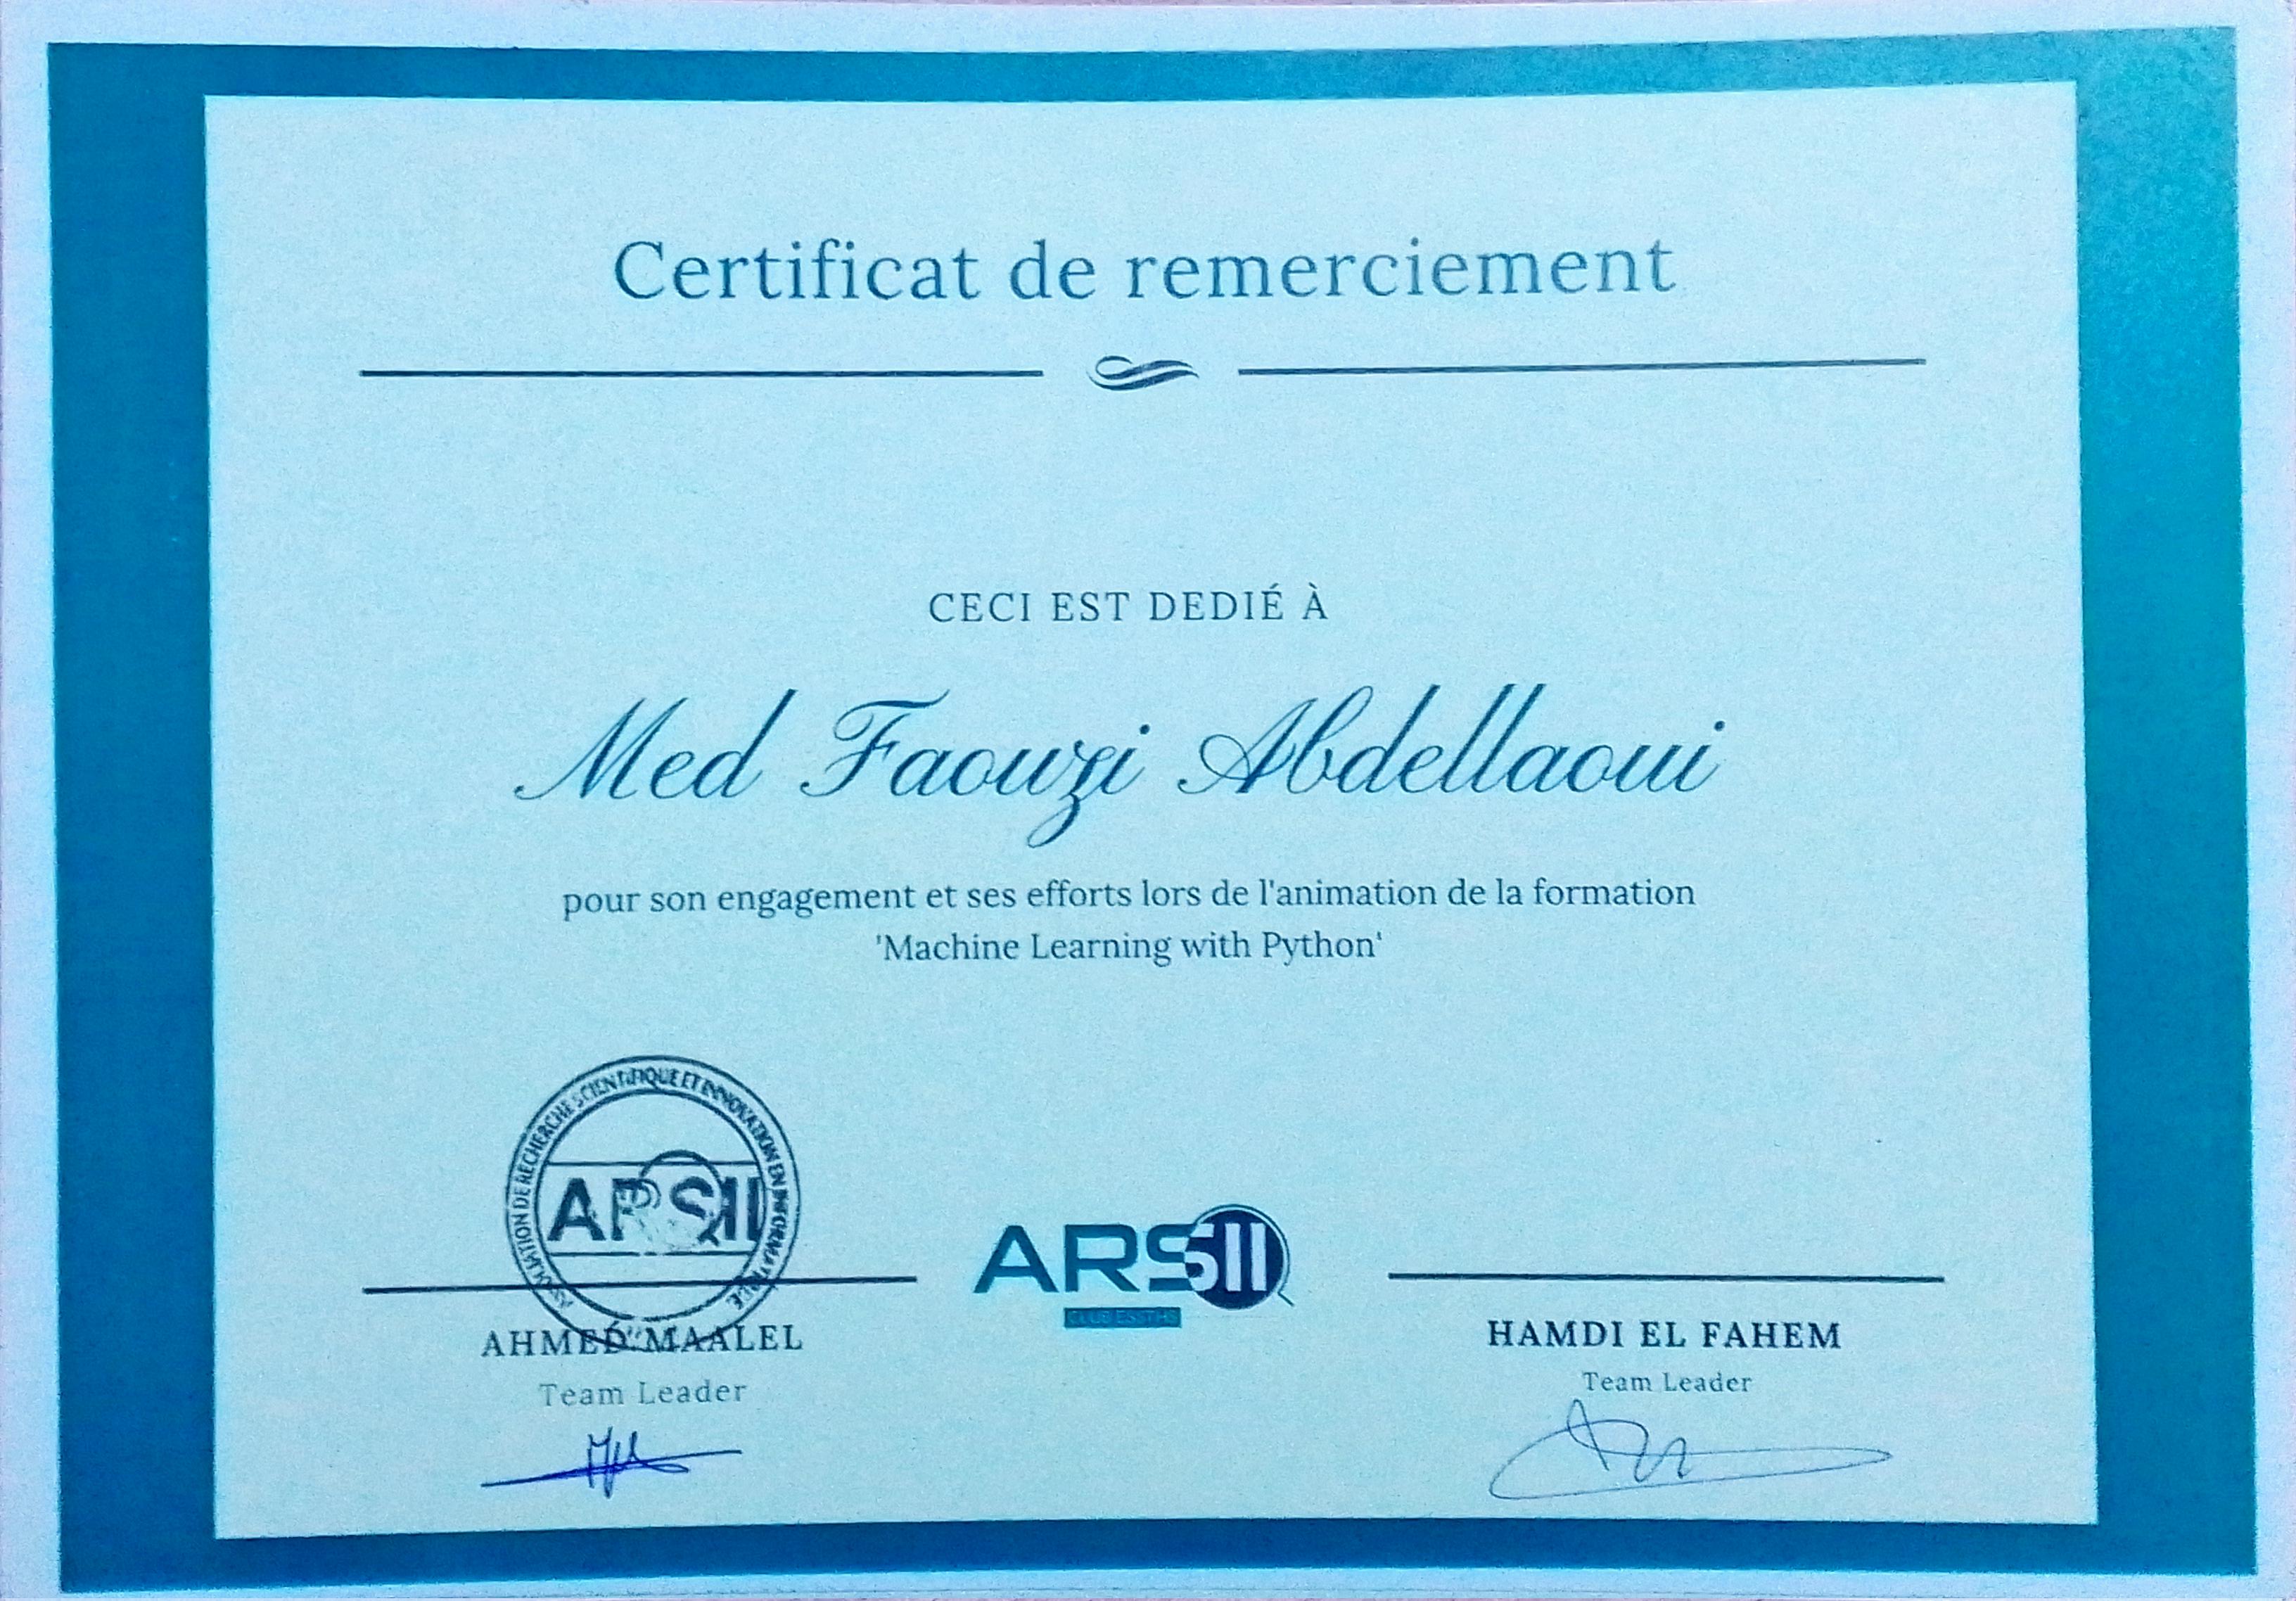 Certificat de remerciement
CECI EST DEDIÉ À
Med Faouzi Abdellaoui
pour son engagement et ses efforts lors de l'animation de la formation
'Machine Learning with Python'
ASSOCIATION DE RECHERCHE SCIENTIFIQUE ET INNOVATION EN INFORMATIQUE
ARSII
ARSII
CLUB ESSTHS
AHMED MAALEL
Team Leader
HAMDI EL FAHEM
Team Leader